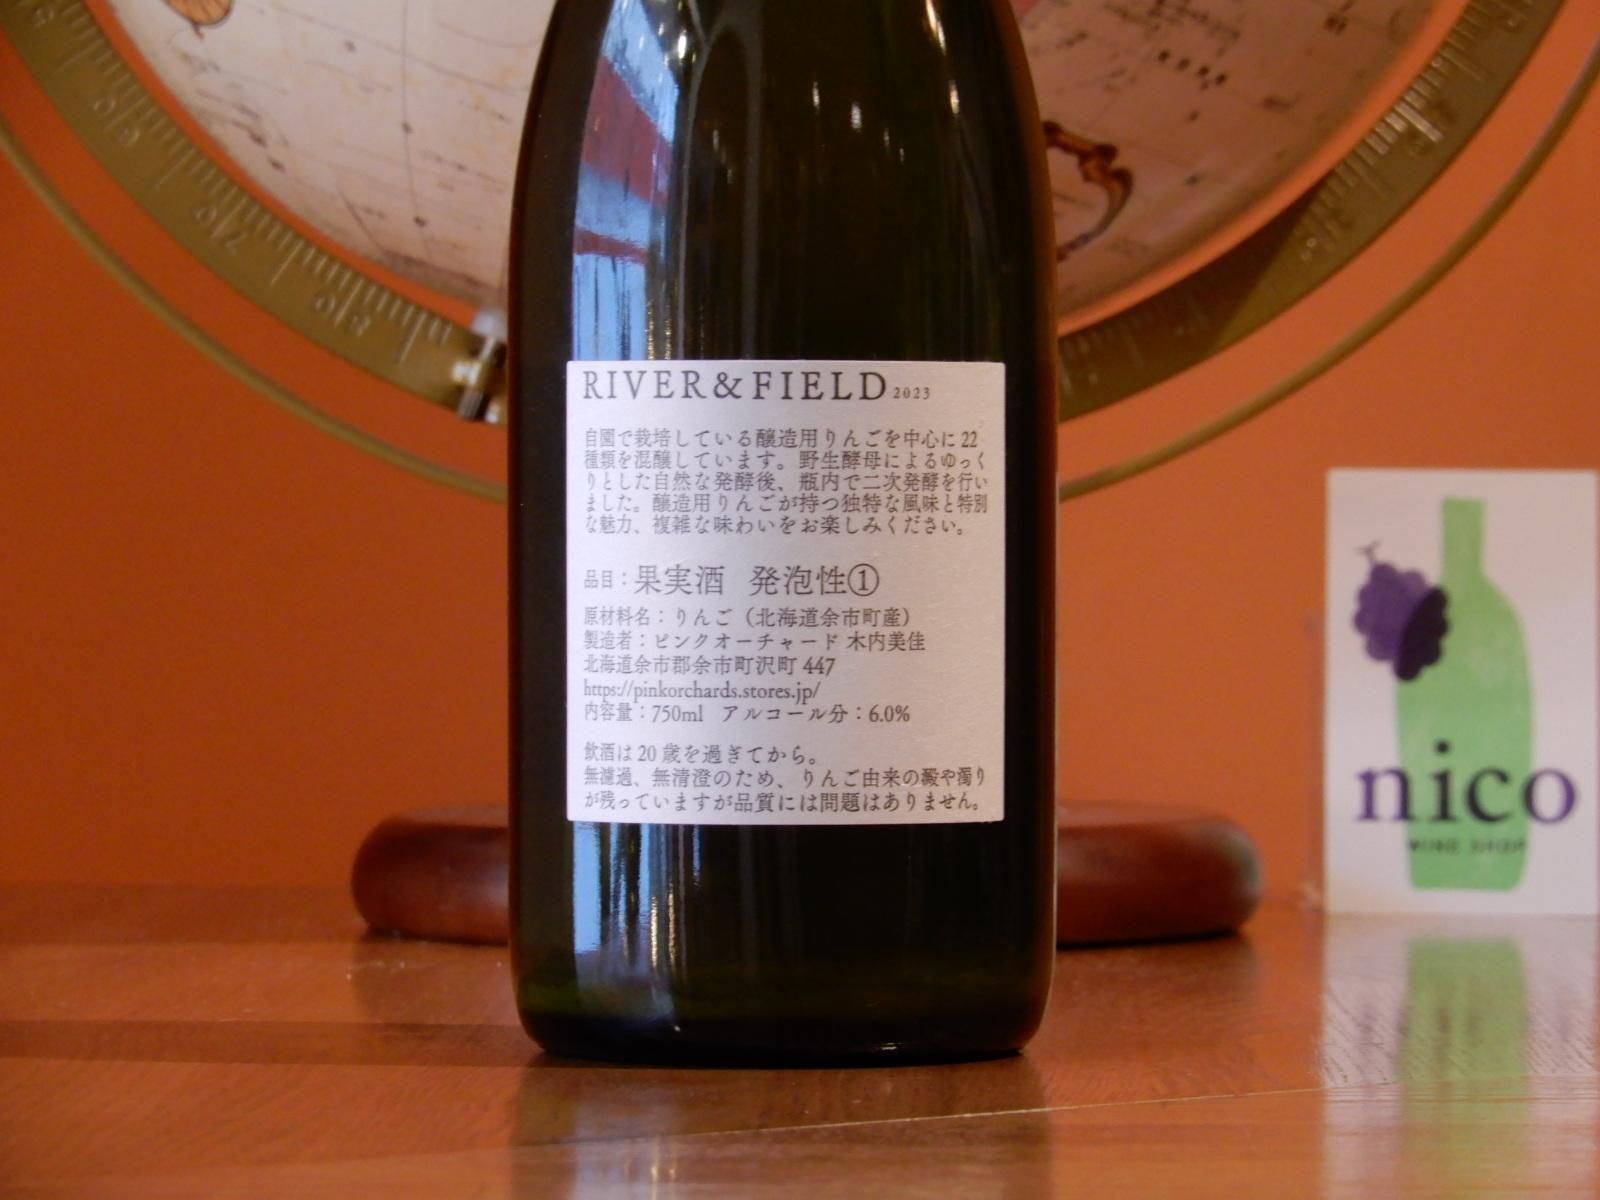 RIVER&FIELD 2023
自園で栽培している醸造用りんごを中心に22
種類を混醸しています。野生酵母によるゆっく
りとした自然な発酵後、瓶内で二次発酵を行い
ました。醸造用りんごが持つ独特な風味と特別
な魅力、複雑な味わいをお楽しみください。
品目：果実酒 発泡性①
原材料名：りんご（北海道余市町産）
製造者：ピンクオーチャード 木内美佳
北海道余市郡余市町沢町 447
https://pinkorchards.stores.jp/
内容量：750ml アルコール分：6.0%
飲酒は20歳を過ぎてから。
無濾過、無清澄のため、りんご由来の澱や濁り
が残っていますが品質には問題はありません。
nico
WINE SHOP